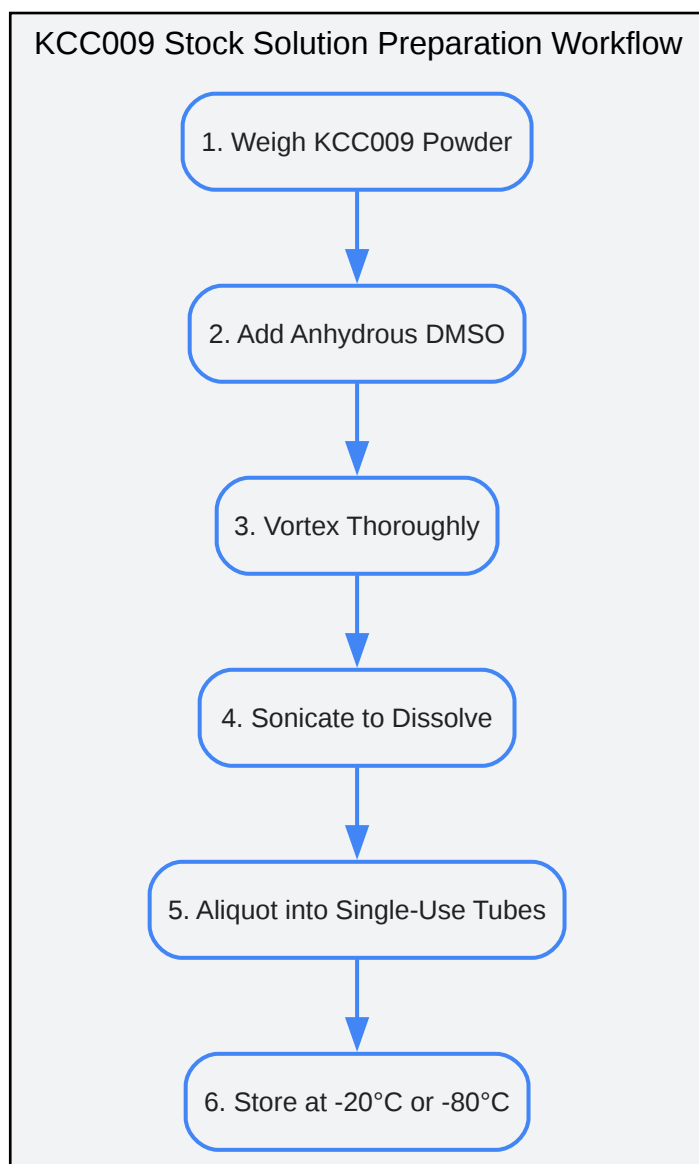 KCC009 Stock Solution Preparation Workflow
1. Weigh KCC009 Powder
2. Add Anhydrous DMSO
3. Vortex Thoroughly
4. Sonicate to Dissolve
5. Aliquot into Single-Use Tubes
6. Store at -20°C or -80°C